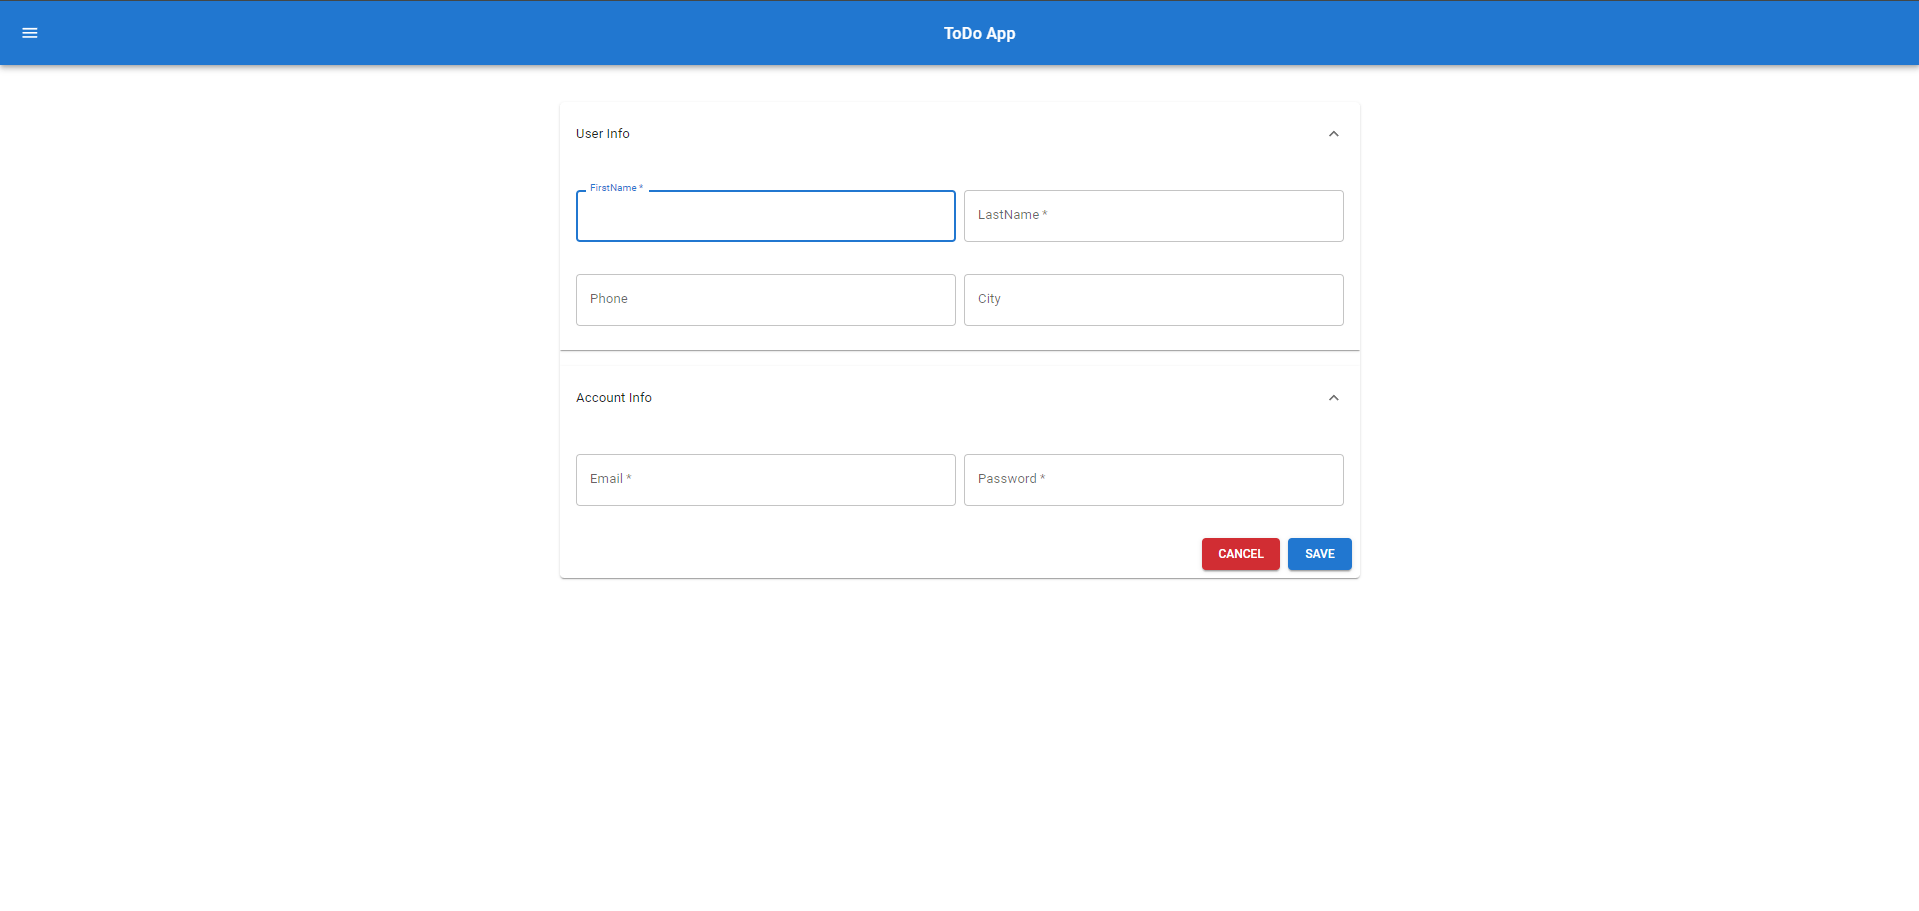 ToDo App
User Info
FirstName *
LastName *
Phone
City
Account Info
Email *
Password *
CANCEL
SAVE